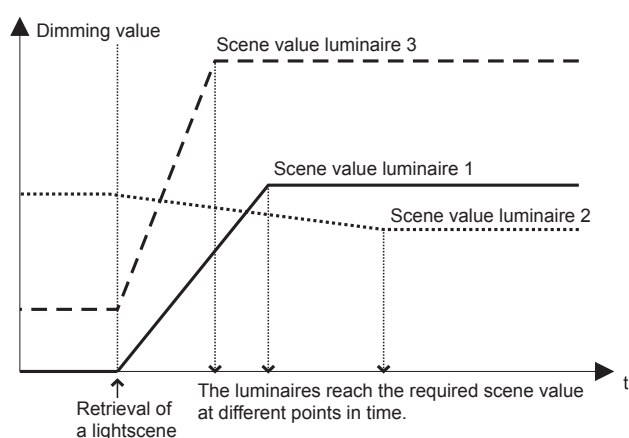 Dimming value
Scene value luminaire 3
Scene value luminaire 1
Scene value luminaire 2
t
The luminaires reach the required scene value
at different points in time.
Retrieval of
a lightscene